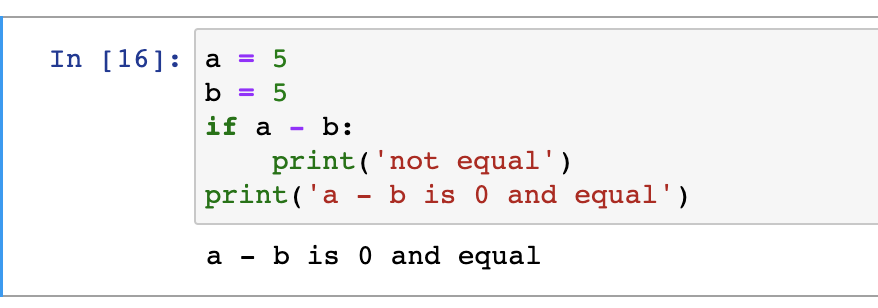 In [16]: a = 5
b = 5
if a - b:
    print('not equal')
print('a - b is 0 and equal')
a - b is 0 and equal